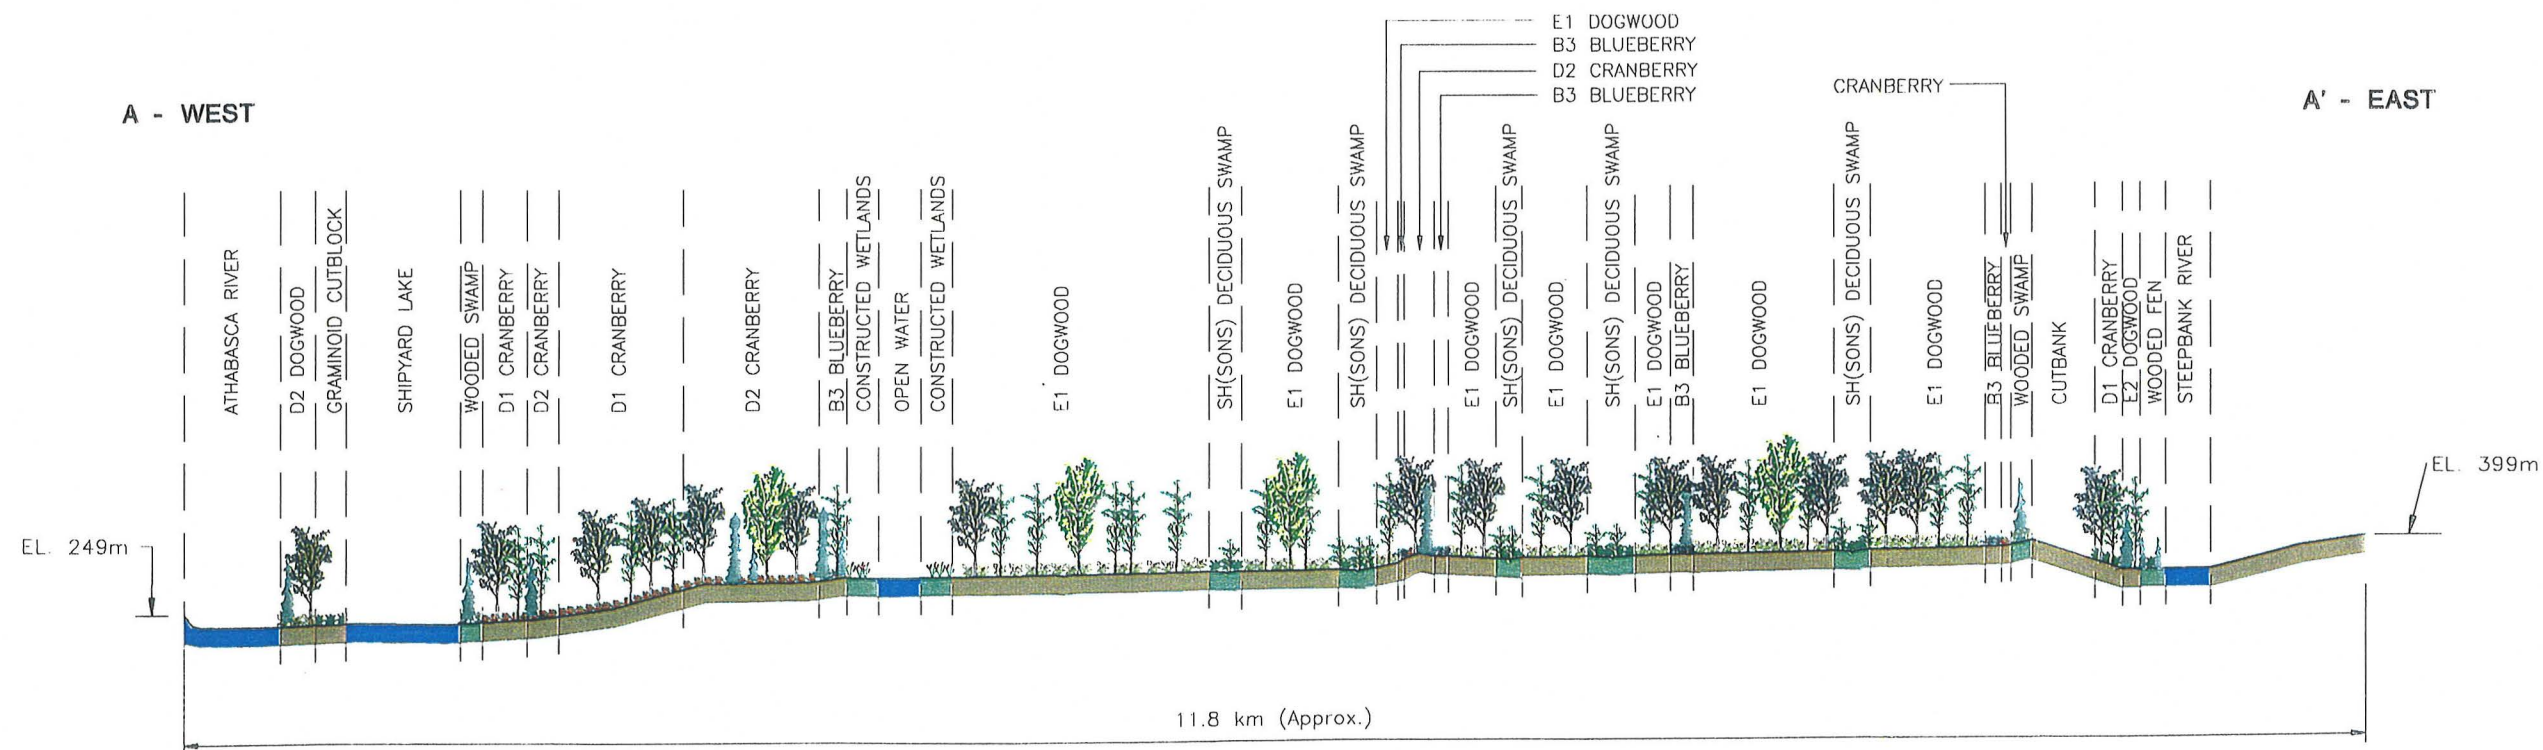 E1 DOGWOOD
B3 BLUEBERRY
D2 CRANBERRY
B3 BLUEBERRY
CRANBERRY
A - WEST
A' - EAST
ATHABASCA RIVER
D2 DOGWOOD
GRAMINOID CUTBLOCK
SHIPYARD LAKE
WOODED SWAMP
D1 CRANBERRY
D2 CRANBERRY
D1 CRANBERRY
D2 CRANBERRY
B3 BLUEBERRY
CONSTRUCTED WETLANDS
OPEN WATER
CONSTRUCTED WETLANDS
E1 DOGWOOD
SH(SONS) DECIDUOUS SWAMP
E1 DOGWOOD
SH(SONS) DECIDUOUS SWAMP
E1 DOGWOOD
SH(SONS) DECIDUOUS SWAMP
E1 DOGWOOD
SH(SONS) DECIDUOUS SWAMP
E1 DOGWOOD
B3 BLUEBERRY
E1 DOGWOOD
SH(SONS) DECIDUOUS SWAMP
E1 DOGWOOD
B3 BLUEBERRY
WOODED SWAMP
CUTBANK
D1 CRANBERRY
E2 DOGWOOD
WOODED FEN
STEEPBANK RIVER
EL. 399m
EL. 249m
11.8 km (Approx.)